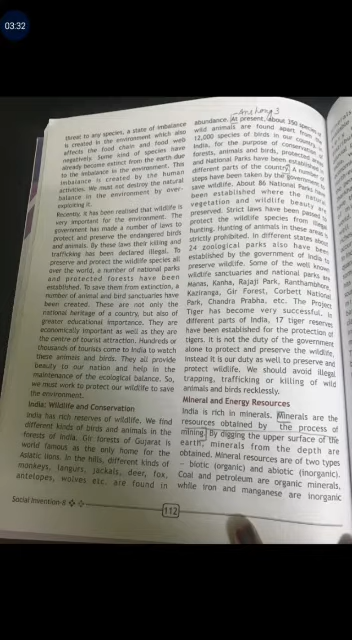 03:32
threat to any species, a state of imbalance
is created in the environment which also
affects the food chain and food web
negatively. Some kind of species have
already become extinct from the earth due
to the imbalance in the environment. This
imbalance is created by the human
activities. We must not destroy the natural
balance in the environment by over-
exploiting it.
Recently, it has been realised that wildlife is
very important for the environment. The
government has made a number of laws to
protect and preserve the endangered birds
and animals. By these laws their killing and
trafficking has been declared illegal. To
preserve and protect the wildlife species all
over the world, a number of national parks
and protected forests have been
established. To save them from extinction, a
number of animal and bird sanctuaries have
been created. These are not only the
national heritage of a country, but also of
greater educational importance. They are
economically important as well as they are
the centre of tourist attraction. Hundreds or
thousands of tourists come to India to watch
these animals and birds. They all provide
beauty to our nation and help in the
maintenance of the ecological balance. So,
we must work to protect our wildlife to save
the environment.
India: Wildlife and Conservation
India has rich reserves of wildlife. We find
different kinds of birds and animals in the
forests of India. Gir forests of Gujarat is
world famous as the only home for the
Asiatic lions. In the hills, different kinds of
monkeys, langurs, jackals, deer, fox,
antelopes, wolves etc. are found in
abundance. At present, about 350 species of
wild animals are found apart from
12,000 species of birds in our country
India, for the purpose of conservation
forests, animals and birds, protected areas
and National Parks have been established in
different parts of the country. A number
steps have been taken by the government
save wildlife. About 86 National Parks
been established where the natural
vegetation and wildlife beauty are
preserved. Strict laws have been passed
protect the wildlife species from illegal
hunting. Hunting of animals in these areas is
strictly prohibited. In different states about
24 zoological parks also have been
established by the government of India to
preserve wildlife. Some of the well known
wildlife sanctuaries and national parks are
Manas, Kanha, Rajaji Park, Ranthambhore,
Kaziranga, Gir Forest, Corbett National
Park, Chandra Prabha, etc. The Project
Tiger has become very successful. In
different parts of India, 17 tiger reserves
have been established for the protection of
tigers. It is not the duty of the government
alone to protect and preserve the wildlife,
instead it is our duty as well to preserve and
protect wildlife. We should avoid illegal
trapping, trafficking or killing of wild
animals and birds recklessly.
Mineral and Energy Resources
India is rich in minerals. Minerals are the
resources obtained by the process of
mining. By digging the upper surface of the
earth, minerals from the depth are
obtained. Mineral resources are of two types
– biotic (organic) and abiotic (inorganic).
Coal and petroleum are organic minerals,
while iron and manganese are inorganic
Social Invention-8
112